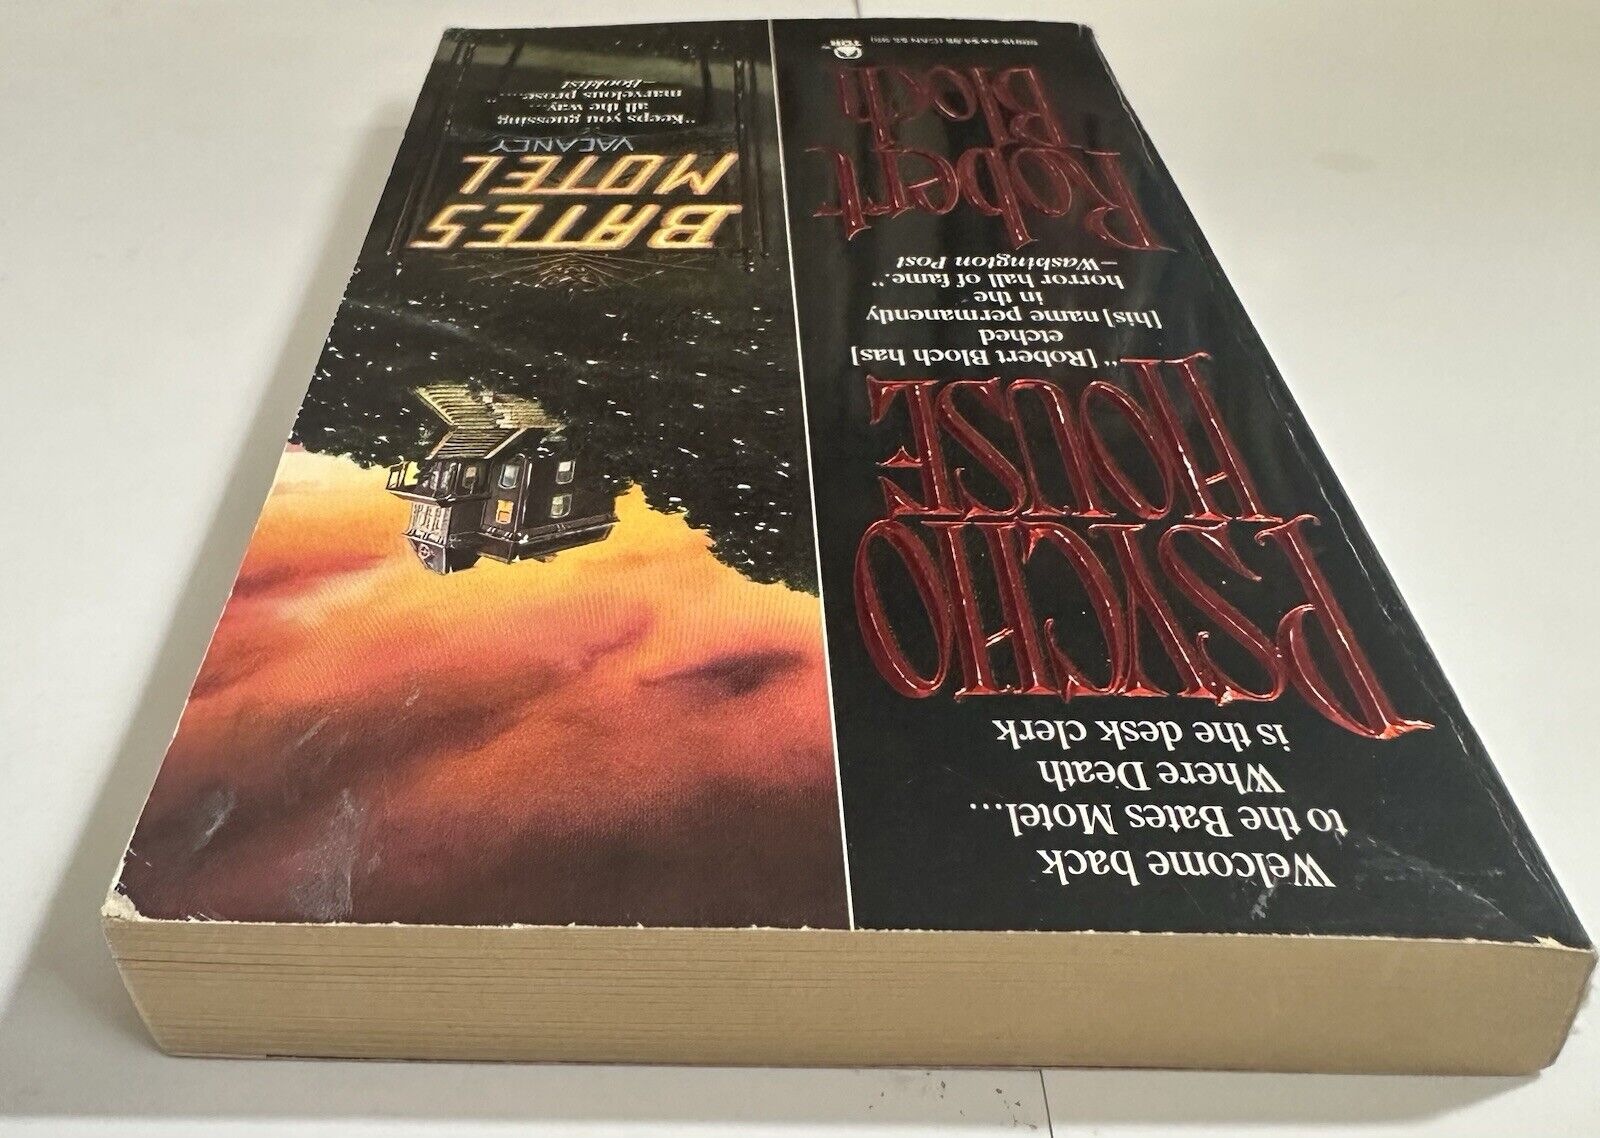 Welcome back
to the Bates Motel...
Where Death
is the desk clerk
PSYCHO
HOUSE
"[Robert Bloch has]
etched
[his] name permanently
in the
horror hall of fame."
—Washington Post
Robert
Bloch
TOR
BATES
MOTEL
VACANCY
"Keeps you guessing
all the way...
marvelous prose..."
—Booklist